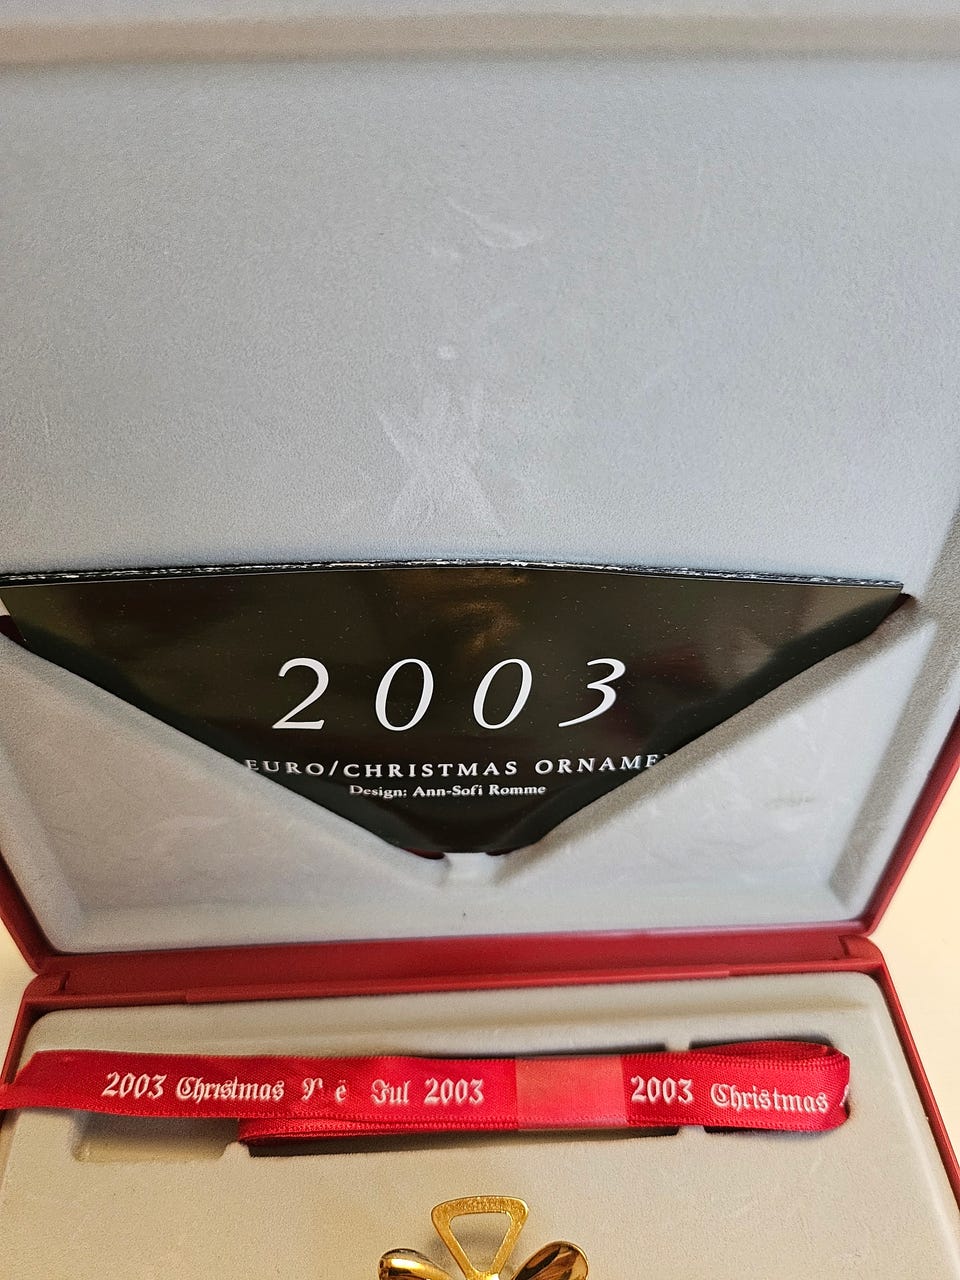 2003
EURO/CHRISTMAS ORNAME
Design: Ann-Sofi Romme
2003 Christmas Jul 2003 2003 Christmas